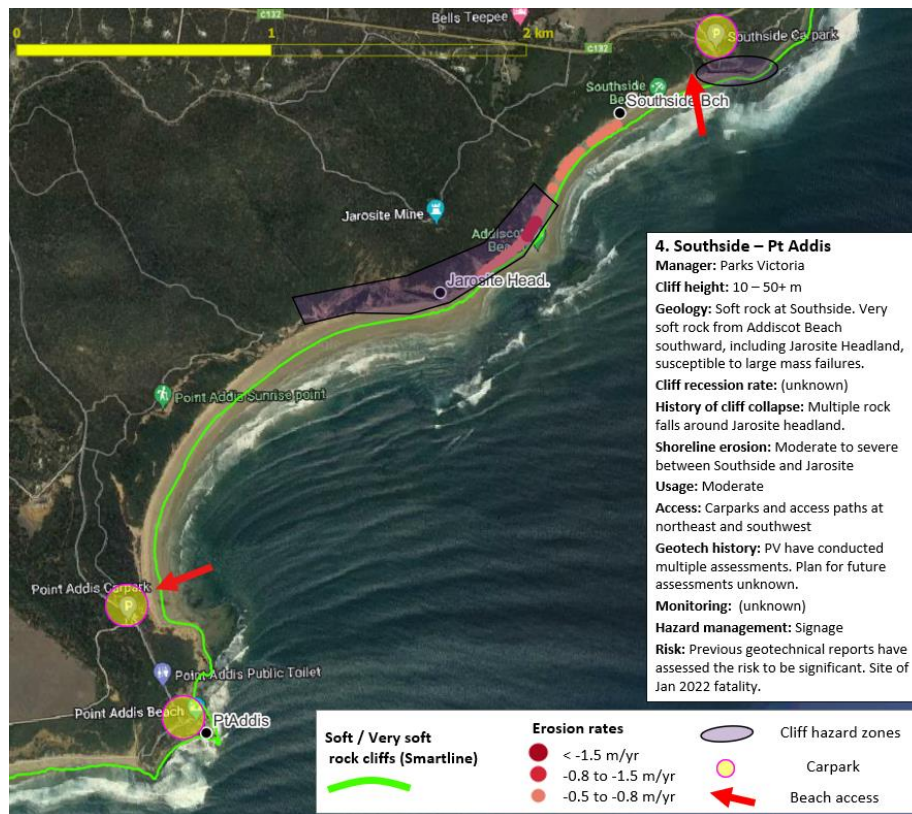 C132
Bells Teepee
0
1
2 km
C132
Southside Carpark
Southside
Southside Bch
Jarosite Mine
Addiscot
Jarosite Head.
Point Addis Sunrise point
Point Addis Carpark
P
P
Point Addis Public Toilet
Point Addis Beach
PtAddis
4. Southside – Pt Addis
Manager: Parks Victoria
Cliff height: 10 – 50+ m
Geology: Soft rock at Southside. Very
soft rock from Addiscot Beach
southward, including Jarosite Headland,
susceptible to large mass failures.
Cliff recession rate: (unknown)
History of cliff collapse: Multiple rock
falls around Jarosite headland.
Shoreline erosion: Moderate to severe
between Southside and Jarosite
Usage: Moderate
Access: Carparks and access paths at
northeast and southwest
Geotech history: PV have conducted
multiple assessments. Plan for future
assessments unknown.
Monitoring: (unknown)
Hazard management: Signage
Risk: Previous geotechnical reports have
assessed the risk to be significant. Site of
Jan 2022 fatality.
Soft / Very soft
rock cliffs (Smartline)
Erosion rates
< -1.5 m/yr
-0.8 to -1.5 m/yr
-0.5 to -0.8 m/yr
Cliff hazard zones
Carpark
Beach access